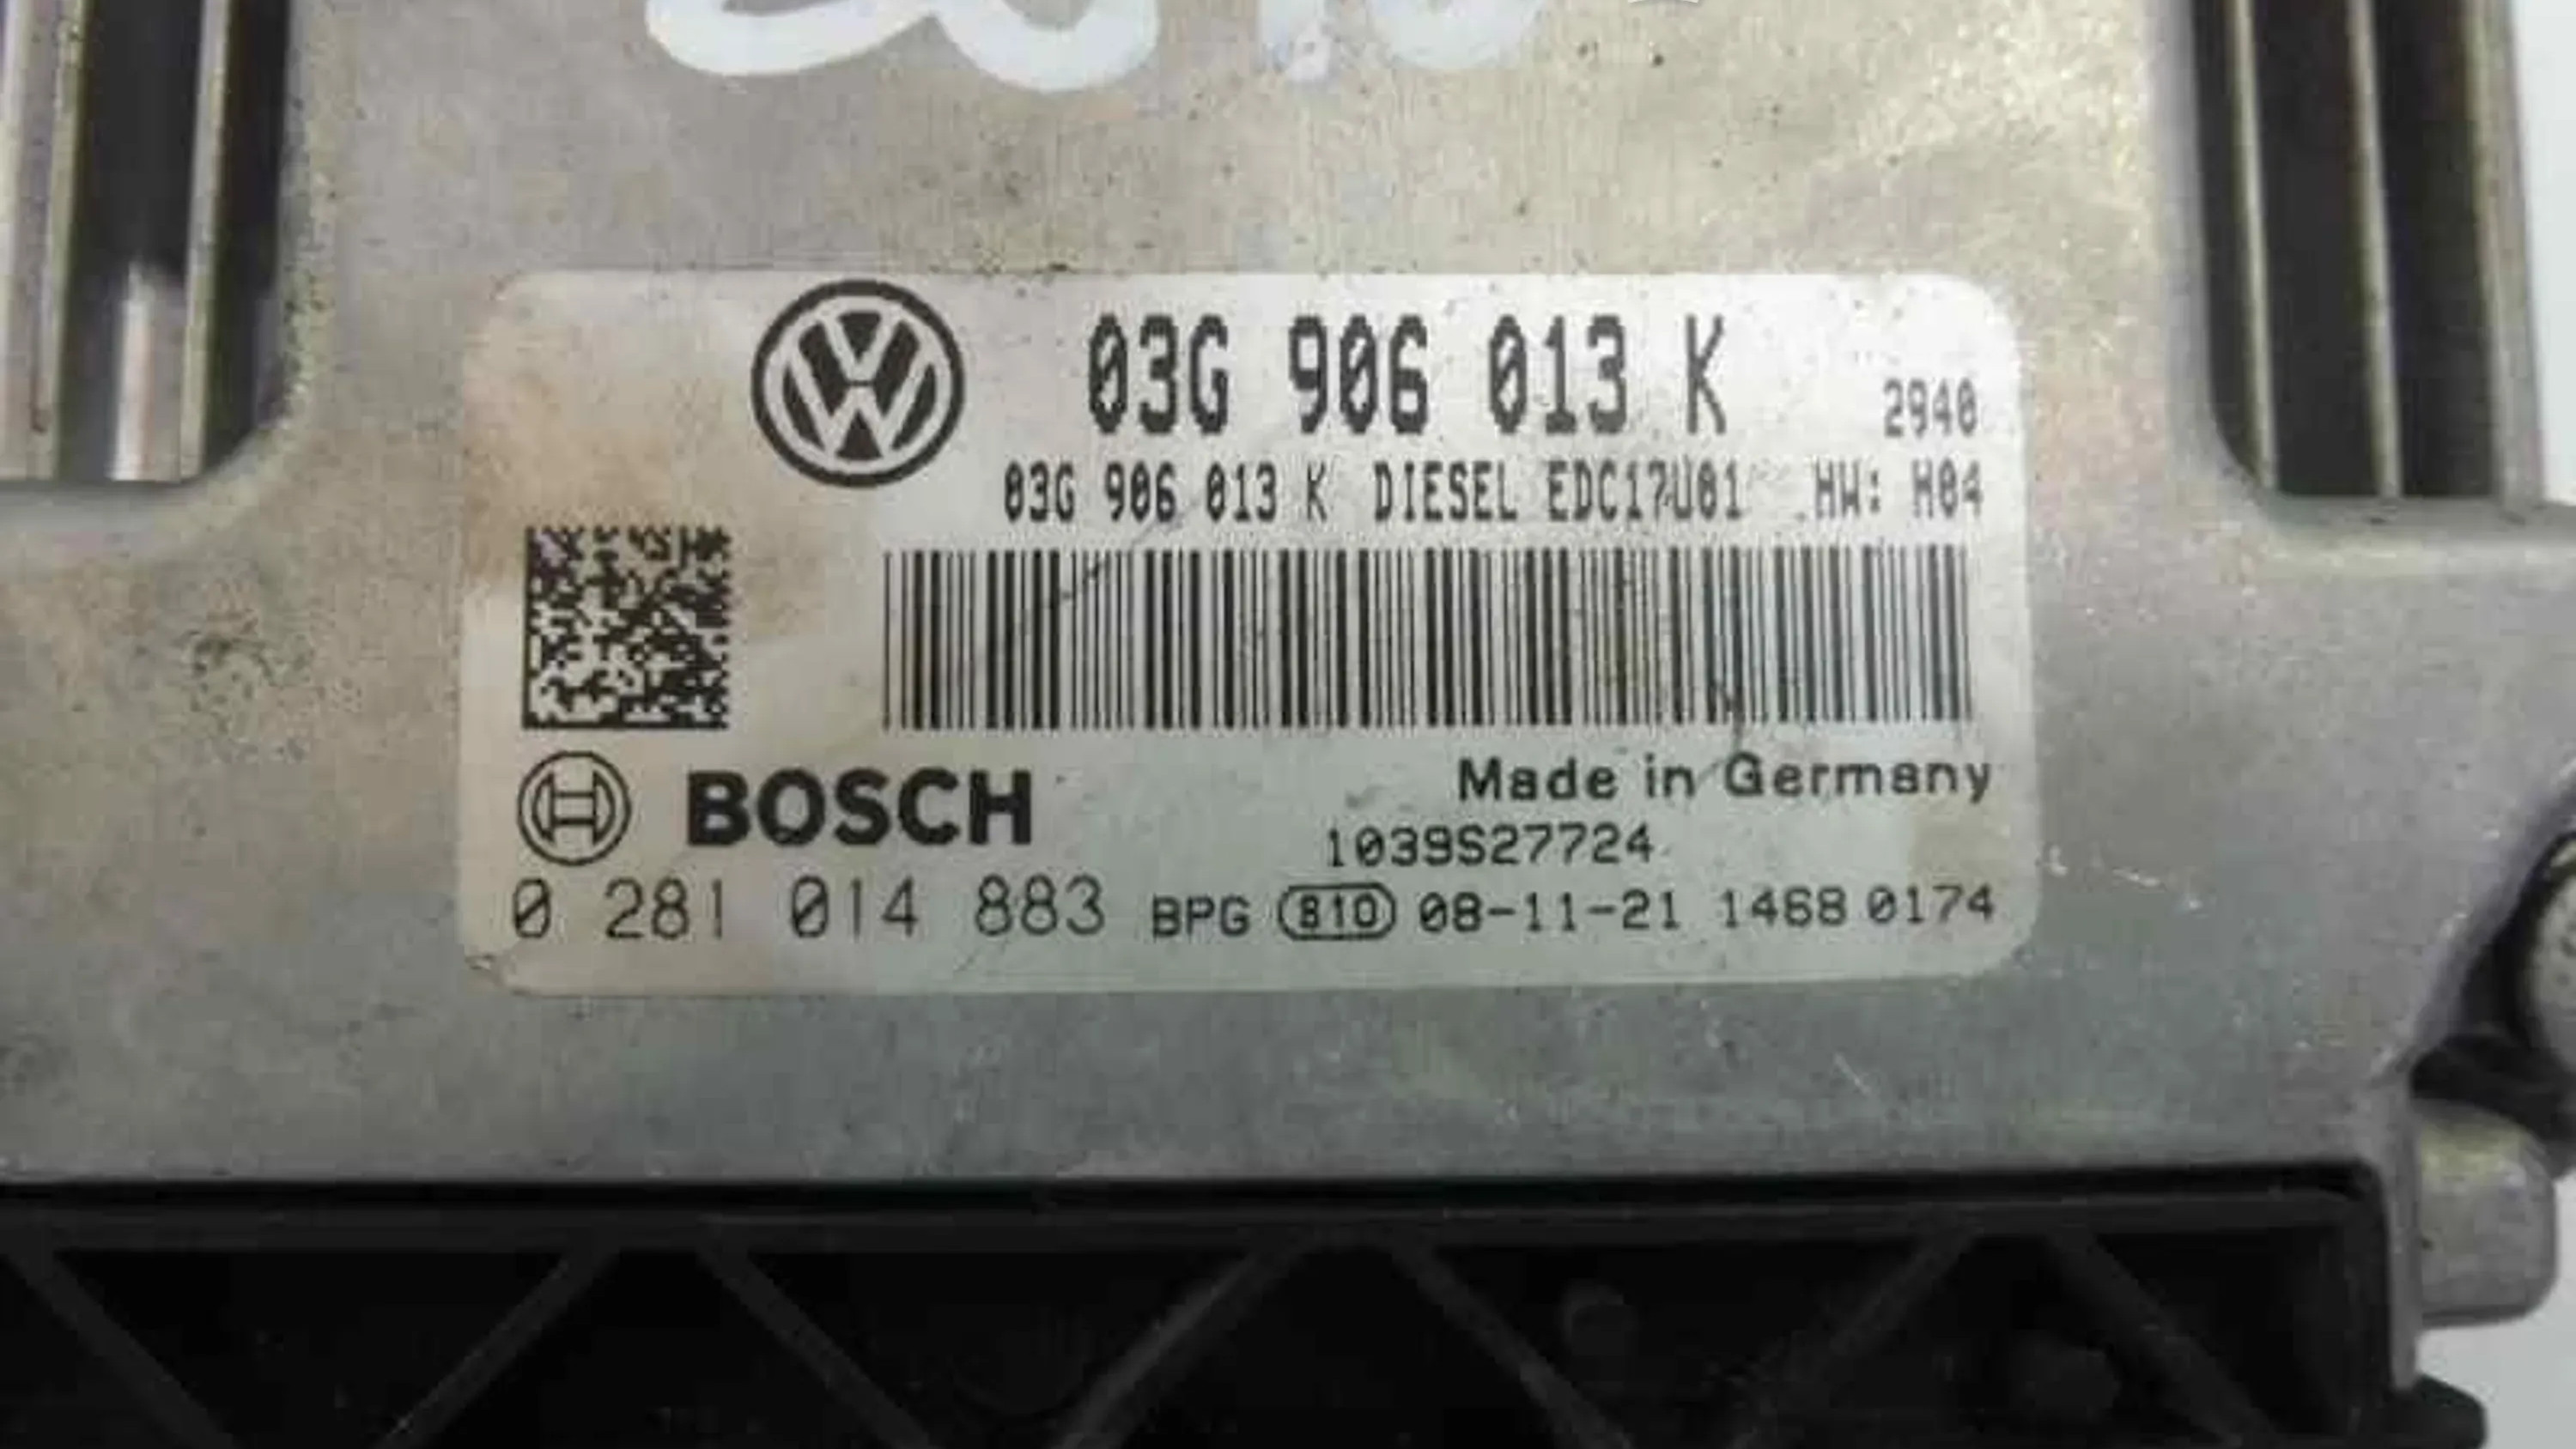 03G 906 013 K 2940
03G 906 013 K DIESEL EDC17U01 HW: H04
Made in Germany
BOSCH
1039S27724
0 281 014 883 BPG 810 08-11-21 1468 0174